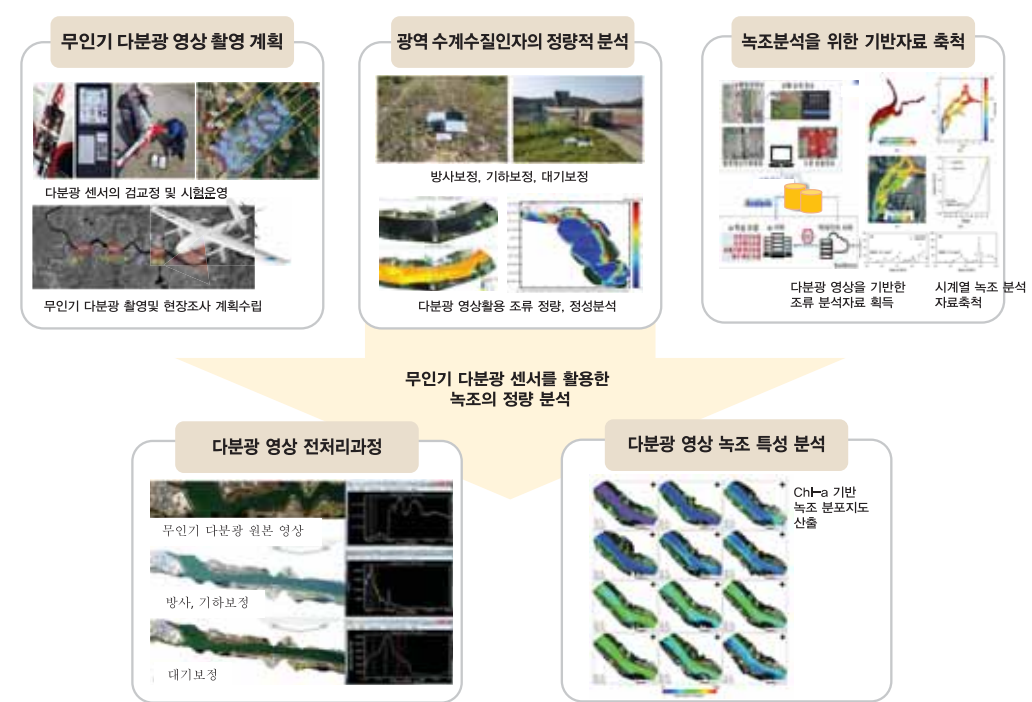 무인기 다분광 영상 촬영 계획
다분광 센서의 검교정 및 시험운영
무인기 다분광 촬영및 현장조사 계획수립
광역 수계수질인자의 정량적 분석
방사보정, 기하보정, 대기보정
다분광 영상활용 조류 정량, 정성분석
녹조분석을 위한 기반자료 축척
다분광 영상을 기반한
조류 분석자료 획득
시계열 녹조 분석
자료축척
무인기 다분광 센서를 활용한
녹조의 정량 분석
다분광 영상 전처리과정
무인기 다분광 원본 영상
방사, 기하보정
대기보정
다분광 영상 녹조 특성 분석
Chl-a 기반
녹조 분포지도
산출